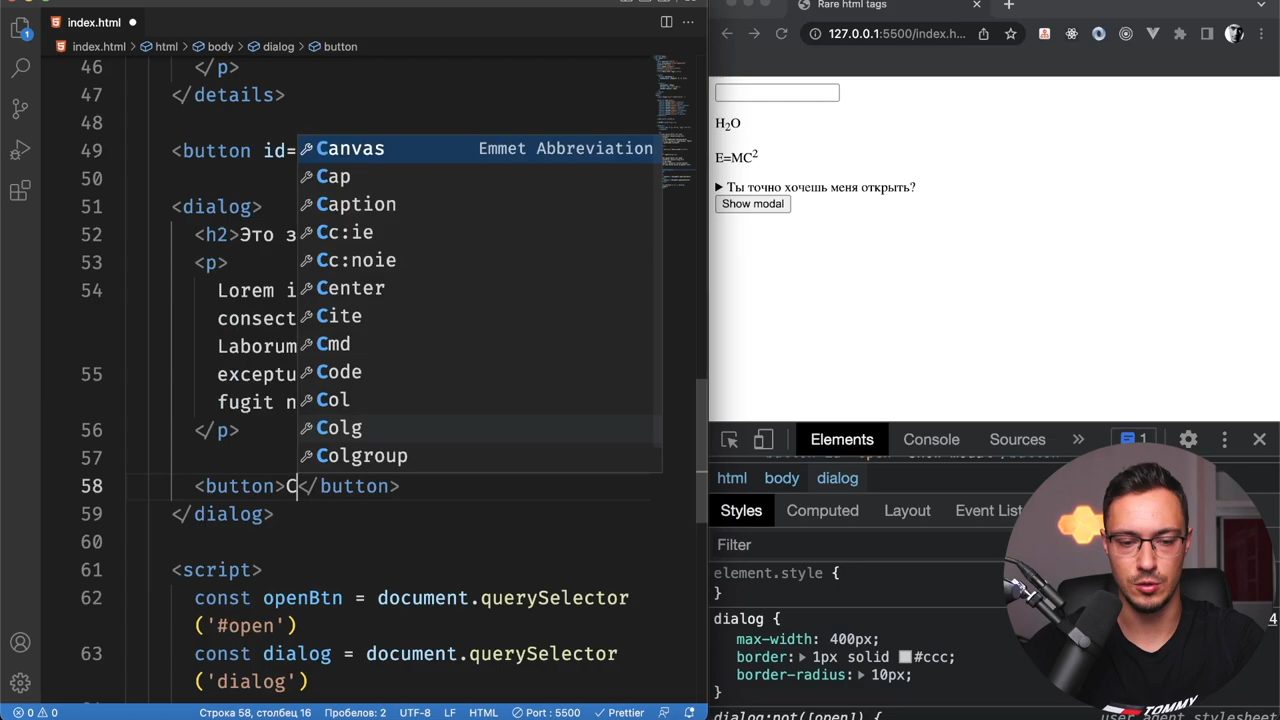 index.html
index.html
html
body
dialog
button
46
</p>
47
</details>
48
49
<button id=
50
51
<dialog>
52
<h2>Это з
53
<p>
54
Lorem i
consect
Laborum
55
exceptu
fugit n
56
</p>
57
58
<button>C</button>
59
</dialog>
60
61
<script>
62
const openBtn = document.querySelector
('#open')
63
const dialog = document.querySelector
('dialog')
Canvas
Emmet Abbreviation
Cap
Caption
Cc:ie
Cc:noie
Center
Cite
Cmd
Code
Col
Colg
Colgroup
1
0
0
Строка 58, столбец 16
Пробелов: 2
UTF-8
LF
HTML
Port : 5500
Prettier
Rare html tags
127.0.0.1:5500/index.h...
H2O
E=MC2
Ты точно хочешь меня открыть?
Show modal
Elements
Console
Sources
1
html
body
dialog
Styles
Computed
Layout
Event List
Filter
element.style {
}
dialog {
4
max-width: 400px;
border: 1px solid #ccc;
border-radius: 10px;
}
TOMMY